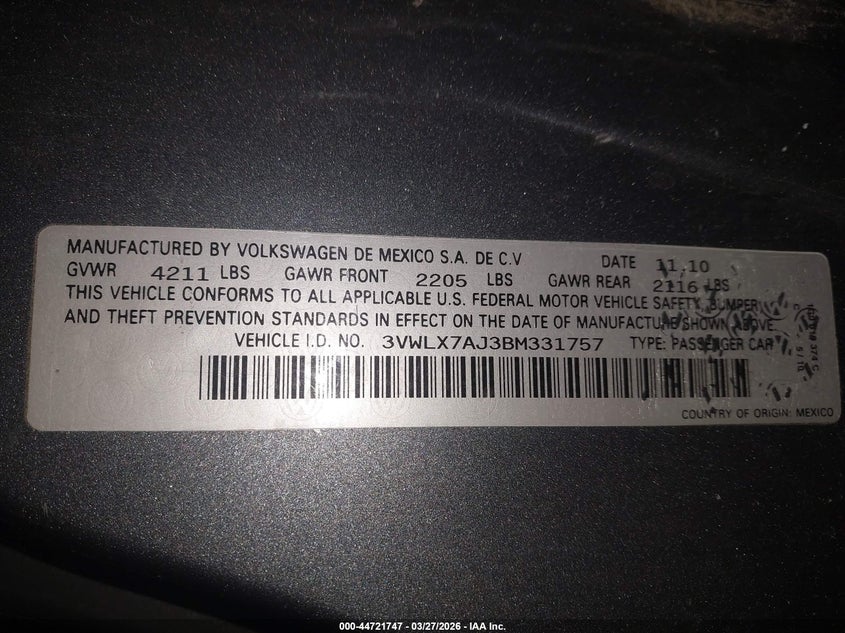 MANUFACTURED BY VOLKSWAGEN DE MEXICO S.A. DE C.V DATE 11.10
GVWR 4211 LBS GAWR FRONT 2205 LBS GAWR REAR 2116 LBS
THIS VEHICLE CONFORMS TO ALL APPLICABLE U.S. FEDERAL MOTOR VEHICLE SAFETY, BUMPER
AND THEFT PREVENTION STANDARDS IN EFFECT ON THE DATE OF MANUFACTURE SHOWN ABOVE
VEHICLE I.D. NO. 3VWLX7AJ3BM331757 TYPE: PASSENGER CAR
COUNTRY OF ORIGIN: MEXICO
5 / 10
000-44721747 - 03/27/2026 - IAA Inc.